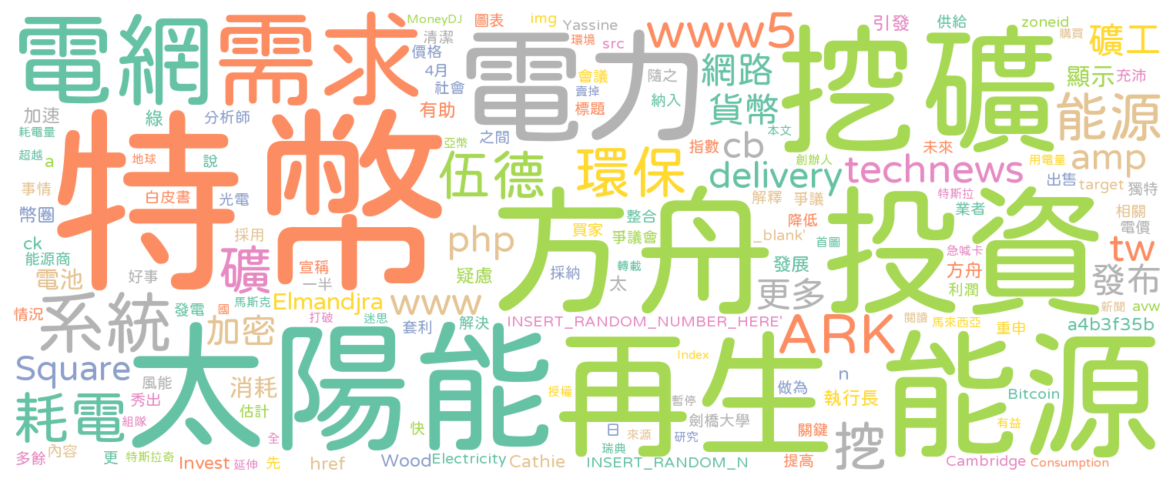 電網
需求
電力
挖礦
特幣
方舟投資
太陽能
再生能源
系統
MoneyDJ
圖表
img
Yassine
www5
引發
供給
zoneid
購買
礦工
清潔
環境
src
價格
會議
隨之
網路
顯示
充沛
4月
社會
賣掉
納入
貨幣
能源
加速
綠
分析師
有助
標題
本文
耗電量
之間
亞幣
指數
cb
未來
用電量
amp
超越
a
地球
說
伍德
環保
delivery
創辦人
technews
出售
target
獨特
事情
白皮書
光電
解釋
爭議
特斯拉
業者
相關
幣圈
採用
php
整合
買家
爭議會
_blank'
降低
首圖
電價
tw
ck
能源商
礦
宣稱
疑慮
採納
轉載
太
發展
方舟
急喊卡
發布
電池
好事
一半
更多
利潤
情況
發電
國
馬斯克
Elmandjra
www
avw
新聞
加密
打破
迷思
套利
解決
INSERT_RANDOM_NUMBER_HERE'
ARK
閱讀
馬來西亞
重申
a4b3f35b
Square
風能
消耗
Index
n
秀出
授權
暫停
做為
執行長
Bitcoin
耗電
組隊
估計
快
劍橋大學
挖
有益
日
來源
研究
關鍵
多餘
內容
更
特斯拉奇
Invest
全
延伸
先
href
Wood
Electricity
Cathie
瑞典
INSERT_RANDOM_N
提高
Cambridge
Consumption